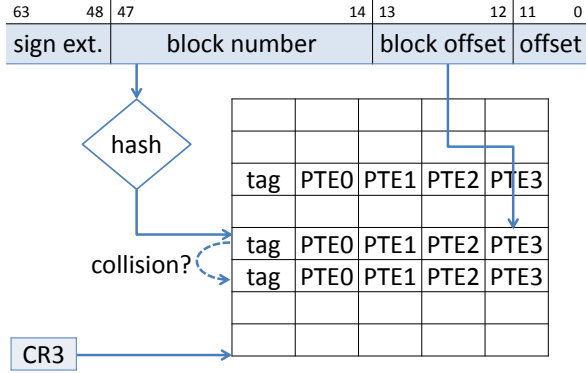 63 48 47 14 13 12 11 0
sign ext. block number block offset offset
hash
tag PTE0 PTE1 PTE2 PTE3
tag PTE0 PTE1 PTE2 PTE3
collision?
tag PTE0 PTE1 PTE2 PTE3
CR3